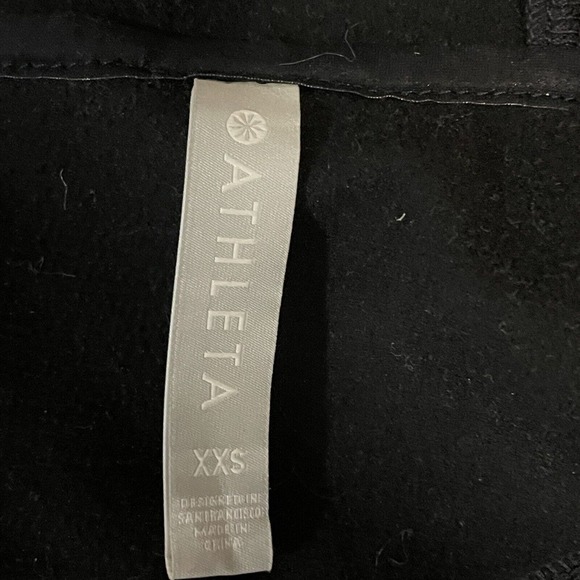 ATHLETA
XXS
DESIGNED IN
SAN FRANCISCO
MADE IN
CHINA